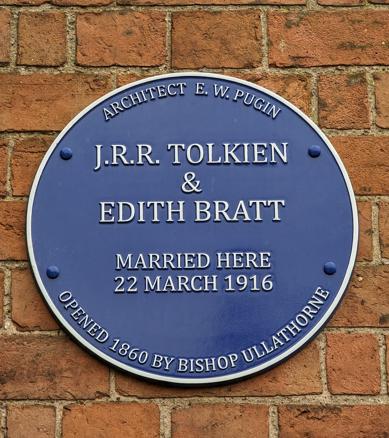 ARCHITECT E. W. PUGIN
J.R.R. TOLKIEN
&
EDITH BRATT
MARRIED HERE
22 MARCH 1916
OPENED 1860 BY BISHOP ULLATHORNE